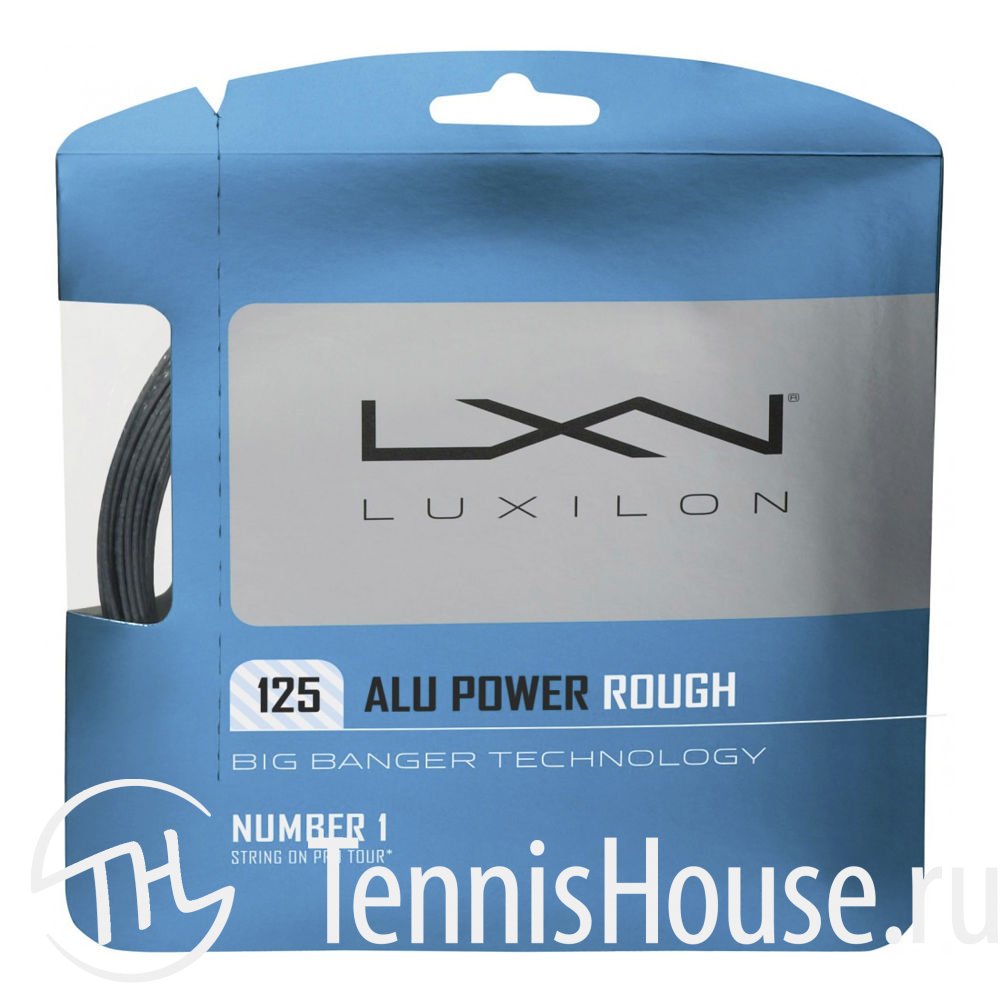 LXN®
LUXILON
125 ALU POWER ROUGH
BIG BANGER TECHNOLOGY
NUMBER 1
STRING ON PRO TOUR*
TH
TennisHouse.ru